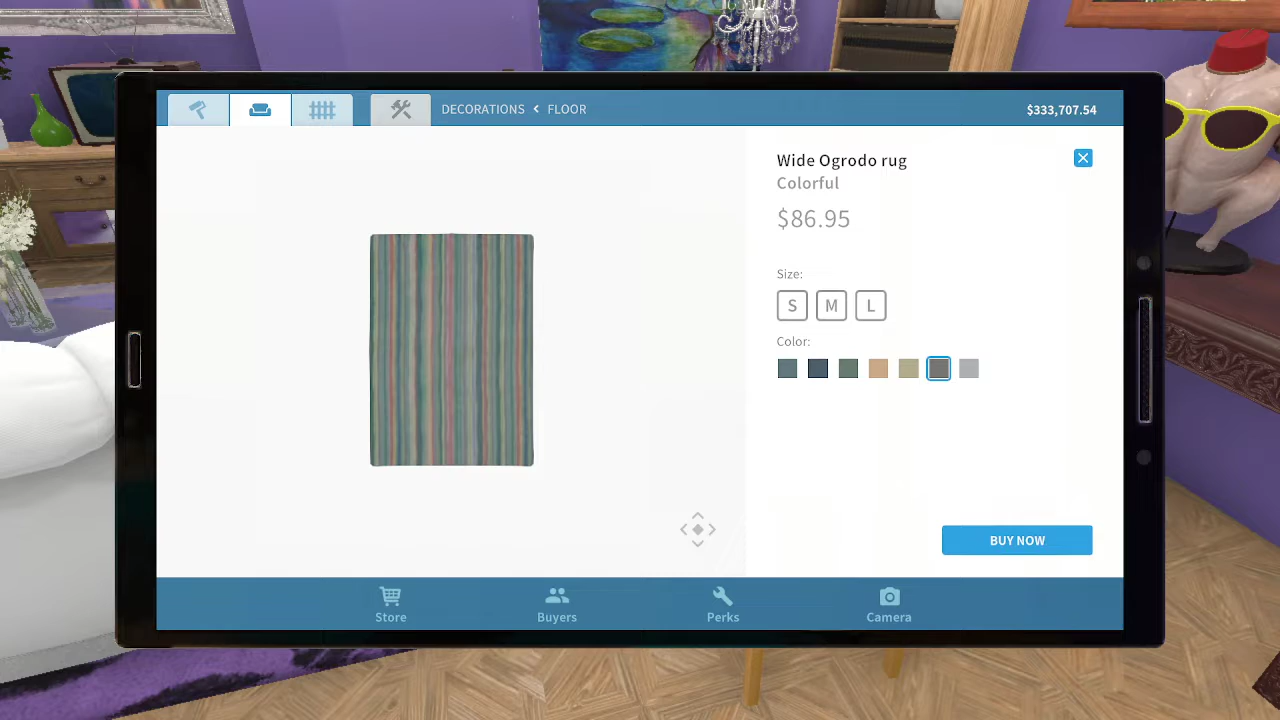 DECORATIONS < FLOOR
$333,707.54
Wide Ogrodo rug
Colorful
$86.95
Size:
S M L
Color:
BUY NOW
Store Buyers Perks Camera